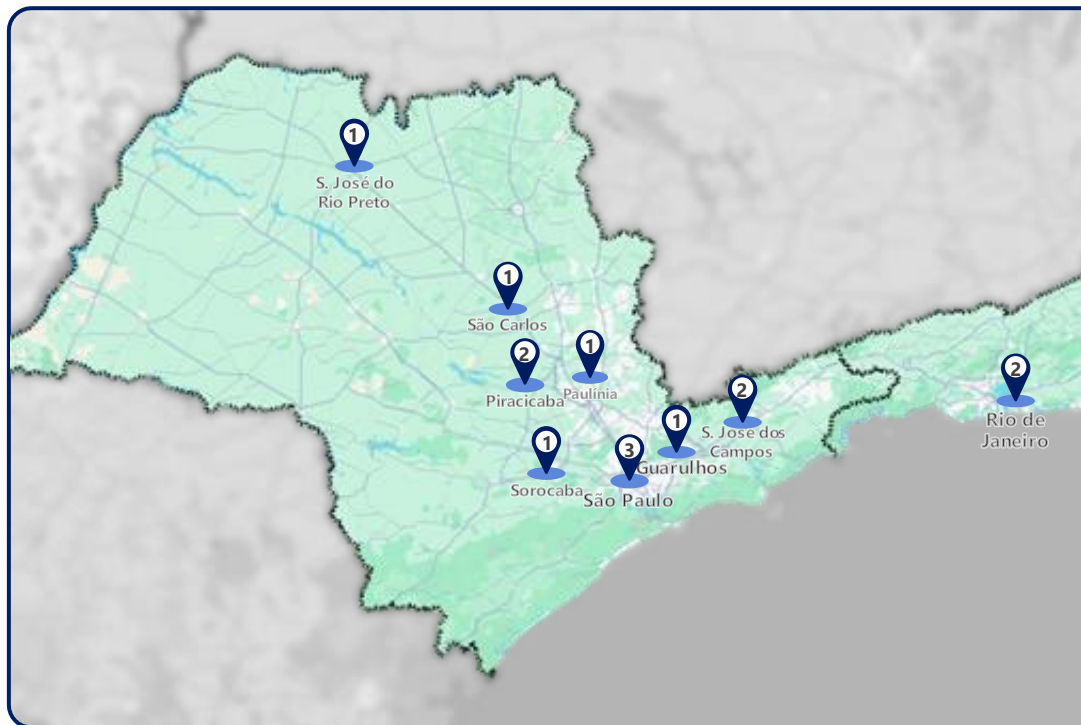 1
S. José do
Rio Preto
1
São Carlos
2
Piracicaba
1
Paulínia
2
S. José dos
Campos
2
Rio de
Janeiro
1
Guarulhos
1
Sorocaba
3
São Paulo